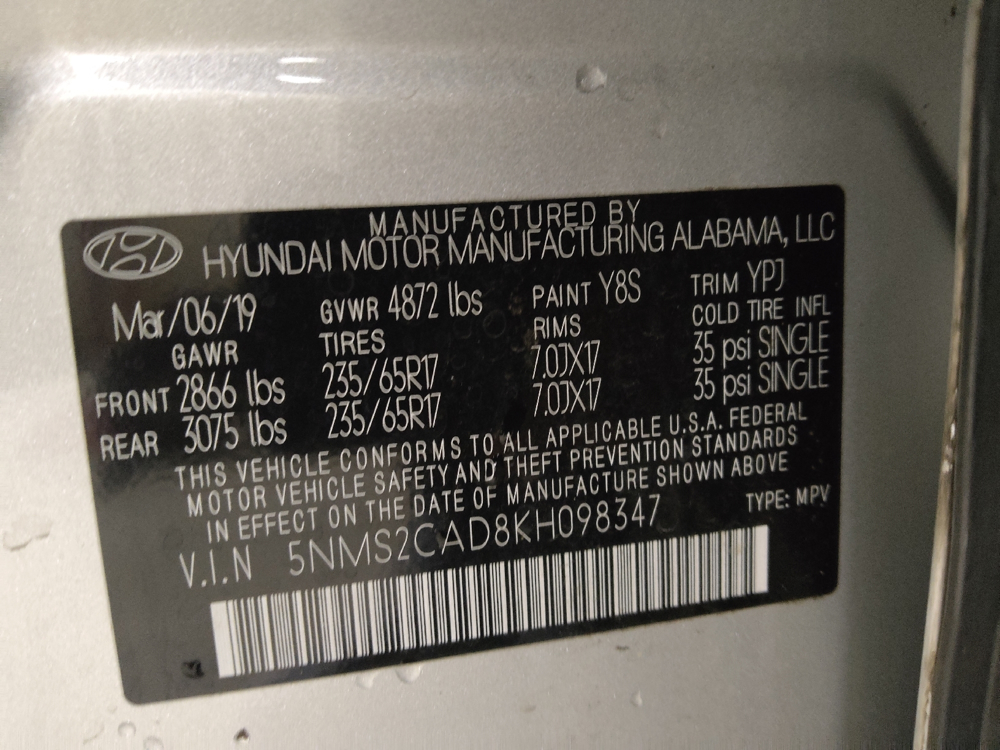 MANUFACTURED BY
HYUNDAI MOTOR MANUFACTURING ALABAMA, LLC
Mar/06/19 GVWR 4872 lbs PAINT Y8S TRIM YPJ
GAWR TIRES RIMS COLD TIRE INFL
FRONT 2866 lbs 235/65R17 7.0JX17 35 psi SINGLE
REAR 3075 lbs 235/65R17 7.0JX17 35 psi SINGLE
THIS VEHICLE CONFORMS TO ALL APPLICABLE U.S.A. FEDERAL
MOTOR VEHICLE SAFETY AND THEFT PREVENTION STANDARDS
IN EFFECT ON THE DATE OF MANUFACTURE SHOWN ABOVE
V.I.N 5NMS2CAD8KH098347 TYPE: MPV